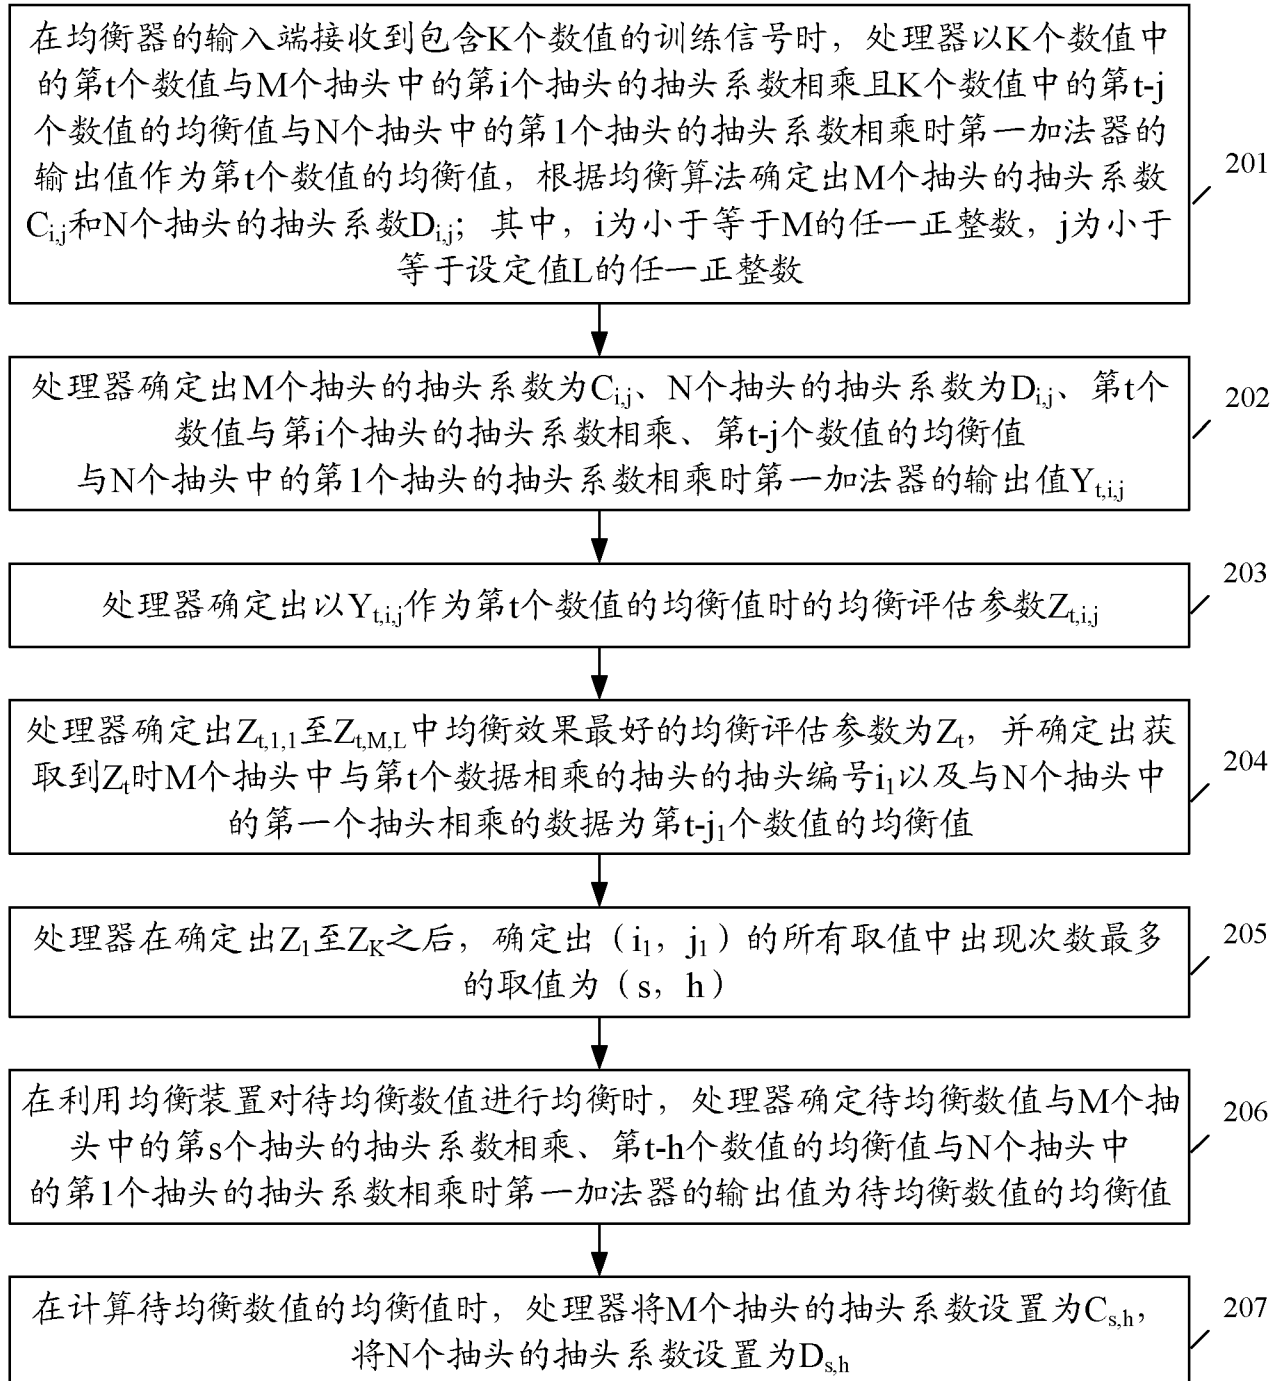 在均衡器的输入端接收到包含K个数值的训练信号时，处理器以K个数值中
的第t个数值与M个抽头中的第i个抽头的抽头系数相乘且K个数值中的第t-j
个数值的均衡值与N个抽头中的第1个抽头的抽头系数相乘时第一加法器的
输出值作为第t个数值的均衡值，根据均衡算法确定出M个抽头的抽头系数
C_{i,j}和N个抽头的抽头系数D_{i,j}；其中，i为小于等于M的任一正整数，j为小于
等于设定值L的任一正整数
201
处理器确定出M个抽头的抽头系数为C_{i,j}、N个抽头的抽头系数为D_{i,j}、第t个
数值与第i个抽头的抽头系数相乘、第t-j个数值的均衡值
与N个抽头中的第1个抽头的抽头系数相乘时第一加法器的输出值Y_{t,i,j}
202
处理器确定出以Y_{t,i,j}作为第t个数值的均衡值时的均衡评估参数Z_{t,i,j}
203
处理器确定出Z_{t,1,1}至Z_{t,M,L}中均衡效果最好的均衡评估参数为Z_t，并确定出获
取到Z_t时M个抽头中与第t个数据相乘的抽头的抽头编号i_1以及与N个抽头中
的第一个抽头相乘的数据为第t-j_1个数值的均衡值
204
处理器在确定出Z_1至Z_K之后，确定出（i_1，j_1）的所有取值中出现次数最多
的取值为（s，h）
205
在利用均衡装置对待均衡数值进行均衡时，处理器确定待均衡数值与M个抽
头中的第s个抽头的抽头系数相乘、第t-h个数值的均衡值与N个抽头中
的第1个抽头的抽头系数相乘时第一加法器的输出值为待均衡数值的均衡值
206
在计算待均衡数值的均衡值时，处理器将M个抽头的抽头系数设置为C_{s,h}，
将N个抽头的抽头系数设置为D_{s,h}
207